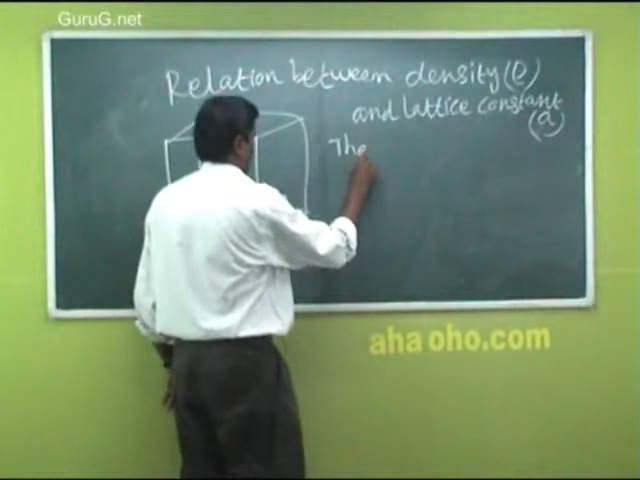 GuruG.net
Relation between density (ρ)
and lattice constant
(a)
The
aha oho.com